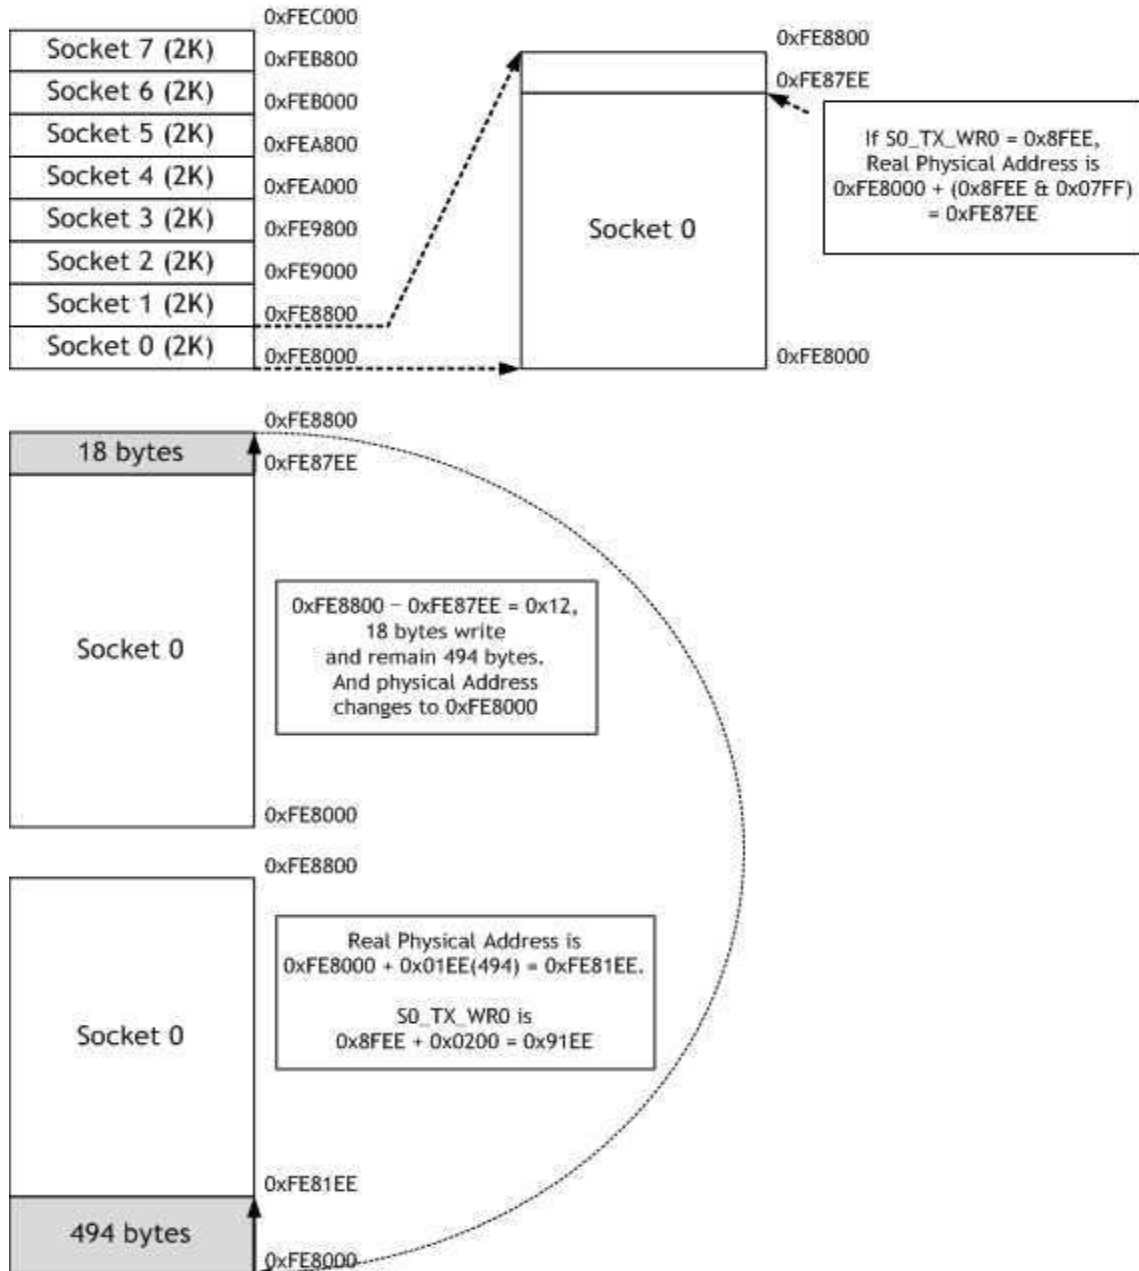 0xFEC000
Socket 7 (2K)
0xFEB800
Socket 6 (2K)
0xFEB000
Socket 5 (2K)
0xFEA800
Socket 4 (2K)
0xFEA000
Socket 3 (2K)
0xFE9800
Socket 2 (2K)
0xFE9000
Socket 1 (2K)
0xFE8800
Socket 0 (2K)
0xFE8000
0xFE8800
0xFE87EE
Socket 0
0xFE8000
If S0_TX_WR0 = 0x8FEE,
Real Physical Address is
0xFE8000 + (0x8FEE & 0x07FF)
= 0xFE87EE
0xFE8800
18 bytes
0xFE87EE
Socket 0
0xFE8800 – 0xFE87EE = 0x12,
18 bytes write
and remain 494 bytes.
And physical Address
changes to 0xFE8000
0xFE8000
0xFE8800
Socket 0
Real Physical Address is
0xFE8000 + 0x01EE(494) = 0xFE81EE.
S0_TX_WR0 is
0x8FEE + 0x0200 = 0x91EE
0xFE81EE
494 bytes
0xFE8000